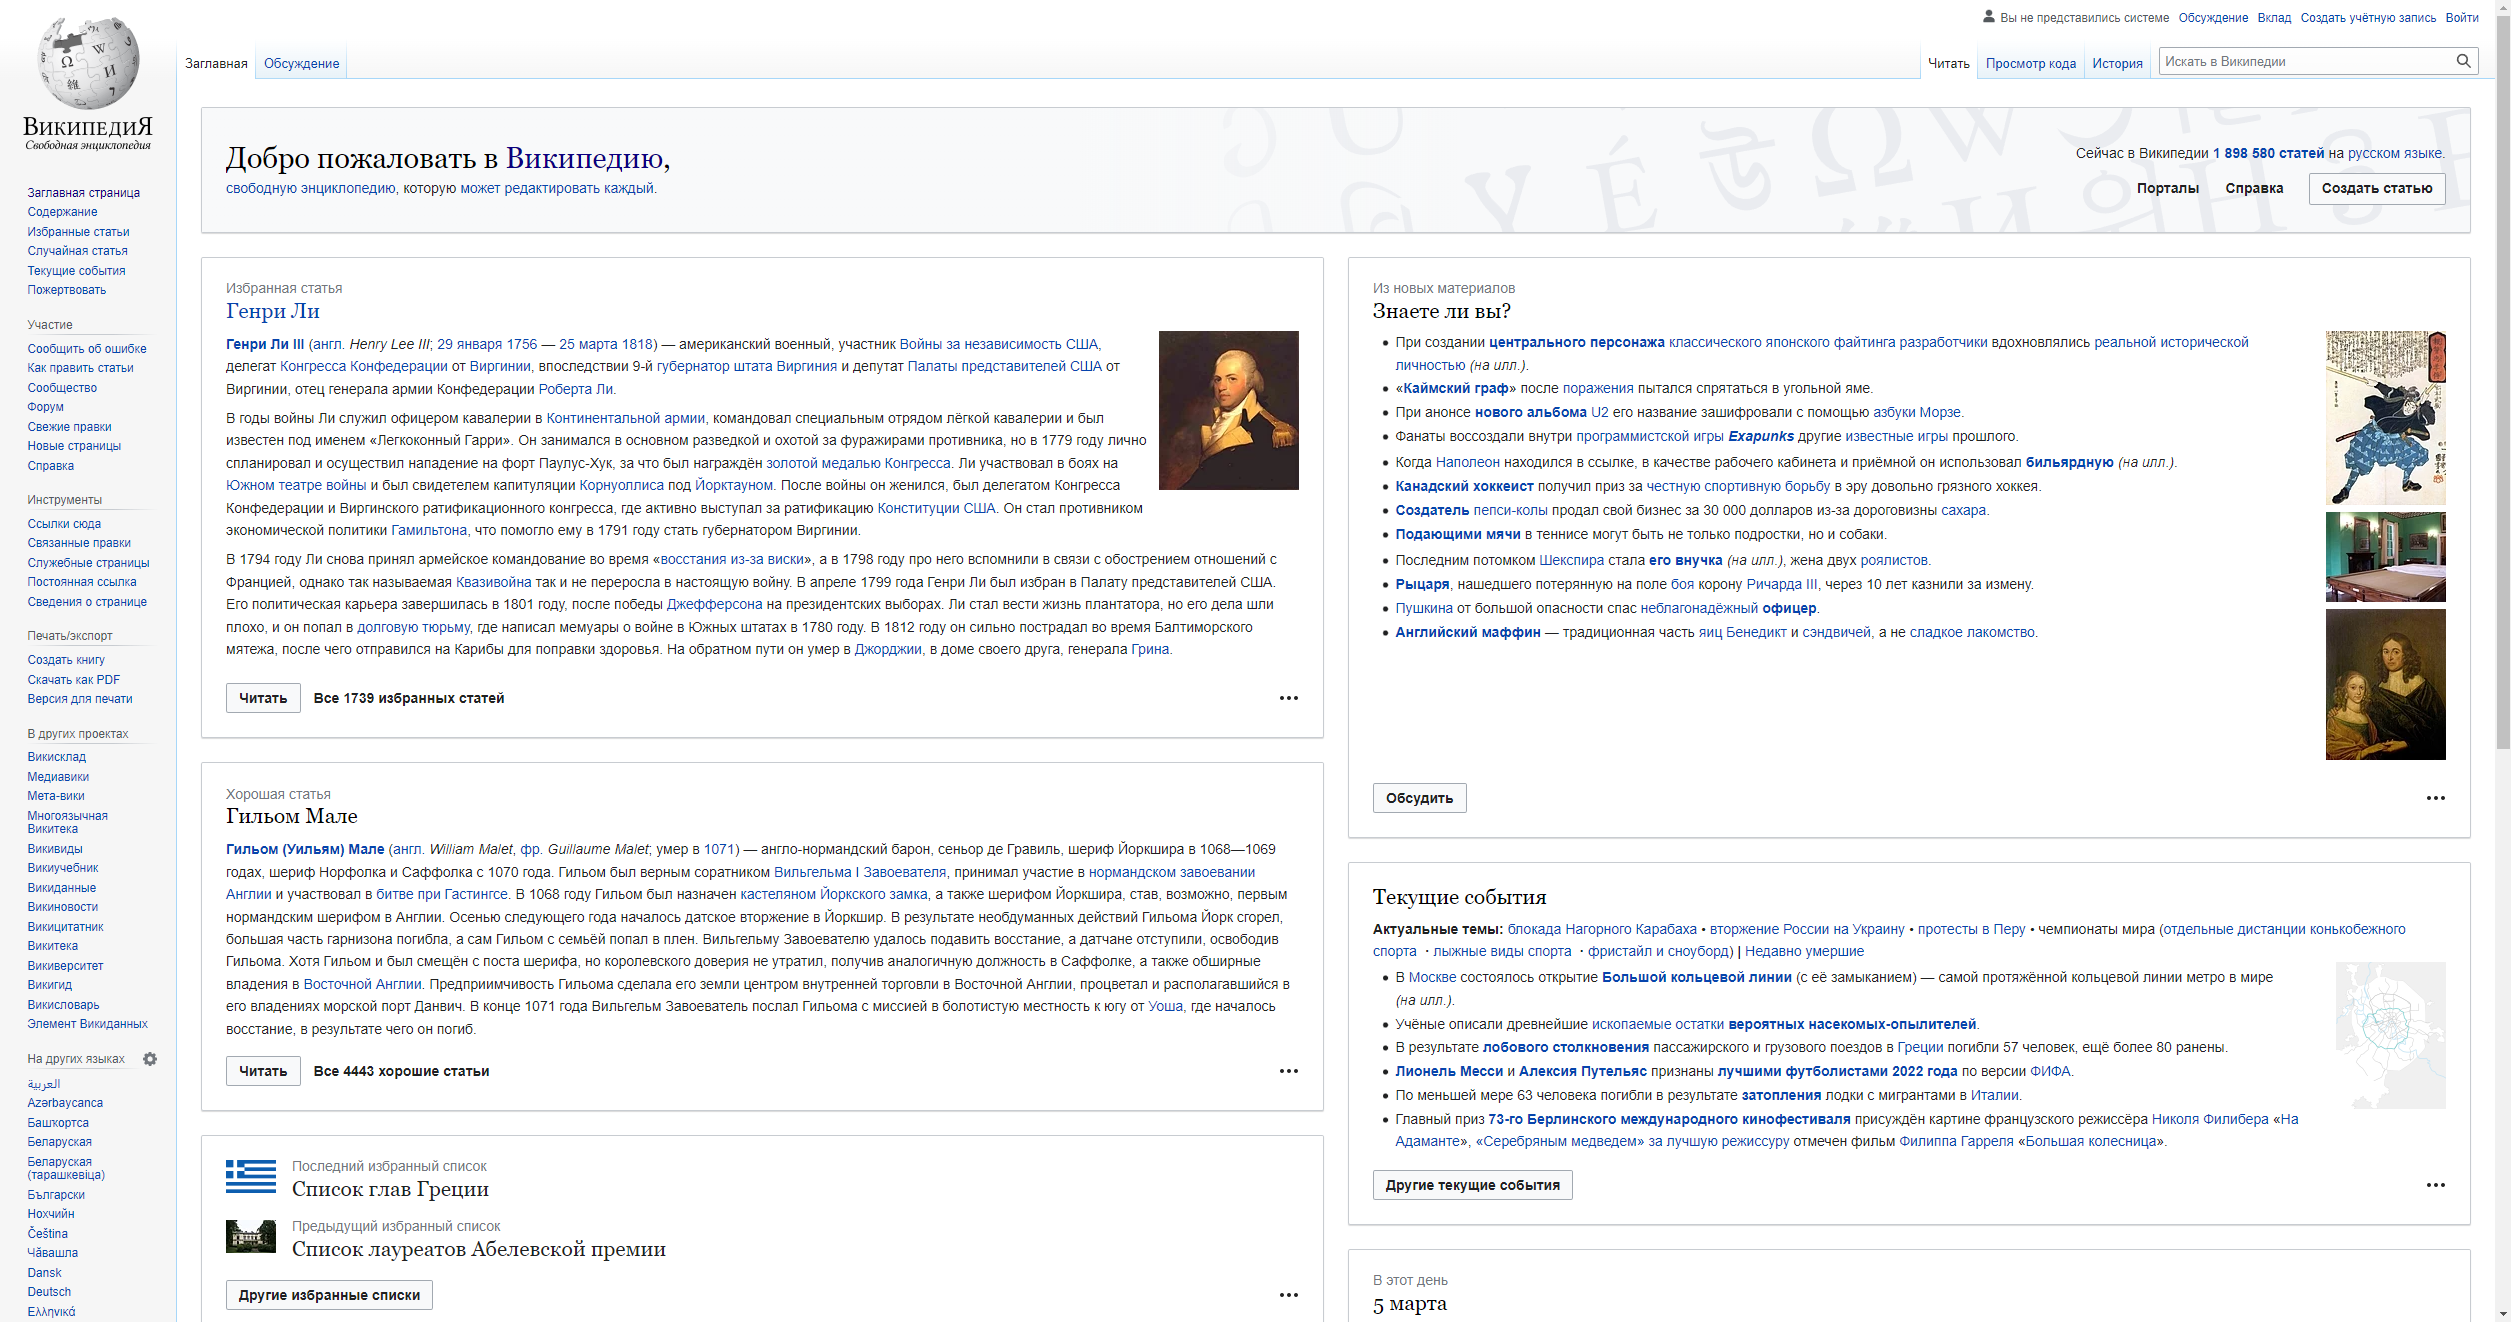 ВикипедиЯ
Свободная энциклопедия
Вы не представились системе Обсуждение Вклад Создать учётную запись Войти
Заглавная Обсуждение
Читать Просмотр кода История Искать в Википедии
Заглавная страница
Содержание
Избранные статьи
Случайная статья
Текущие события
Пожертвовать
Участие
Сообщить об ошибке
Как править статьи
Сообщество
Форум
Свежие правки
Новые страницы
Справка
Инструменты
Ссылки сюда
Связанные правки
Служебные страницы
Постоянная ссылка
Сведения о странице
Печать/экспорт
Создать книгу
Скачать как PDF
Версия для печати
В других проектах
Викисклад
Медиавики
Мета-вики
Многоязычная
Викитека
Викивиды
Викиучебник
Викиданные
Викиновости
Викицитатник
Викитека
Викиверситет
Викигид
Викисловарь
Элемент Викиданных
На других языках
العربية
Azərbaycanca
Башҡортса
Беларуская
Беларуская
(тарашкевіца)
Български
Нохчийн
Čeština
Чӑвашла
Dansk
Deutsch
Ελληνικά
Добро пожаловать в Википедию,
свободную энциклопедию, которую может редактировать каждый.
Сейчас в Википедии 1 898 580 статей на русском языке.
Порталы Справка Создать статью
Избранная статья
Генри Ли
Генри Ли III (англ. Henry Lee III; 29 января 1756 — 25 марта 1818) — американский военный, участник Войны за независимость США,
делегат Конгресса Конфедерации от Виргинии, впоследствии 9-й губернатор штата Виргиния и депутат Палаты представителей США от
Виргинии, отец генерала армии Конфедерации Роберта Ли.
В годы войны Ли служил офицером кавалерии в Континентальной армии, командовал специальным отрядом лёгкой кавалерии и был
известен под именем «Легкоконный Гарри». Он занимался в основном разведкой и охотой за фуражирами противника, но в 1779 году лично
спланировал и осуществил нападение на форт Паулус-Хук, за что был награждён золотой медалью Конгресса. Ли участвовал в боях на
Южном театре войны и был свидетелем капитуляции Корнуоллиса под Йорктауном. После войны он женился, был делегатом Конгресса
Конфедерации и Виргинского ратификационного конгресса, где активно выступал за ратификацию Конституции США. Он стал противником
экономической политики Гамильтона, что помогло ему в 1791 году стать губернатором Виргинии.
В 1794 году Ли снова принял армейское командование во время «восстания из-за виски», а в 1798 году про него вспомнили в связи с обострением отношений с
Францией, однако так называемая Квазивойна так и не переросла в настоящую войну. В апреле 1799 года Генри Ли был избран в Палату представителей США.
Его политическая карьера завершилась в 1801 году, после победы Джефферсона на президентских выборах. Ли стал вести жизнь плантатора, но его дела шли
плохо, и он попал в долговую тюрьму, где написал мемуары о войне в Южных штатах в 1780 году. В 1812 году он сильно пострадал во время Балтиморского
мятежа, после чего отправился на Карибы для поправки здоровья. На обратном пути он умер в Джорджии, в доме своего друга, генерала Грина.
Читать Все 1739 избранных статей
Хорошая статья
Гильом Мале
Гильом (Уильям) Мале (англ. William Malet, фр. Guillaume Malet; умер в 1071) — англо-нормандский барон, сеньор де Гравиль, шериф Йоркшира в 1068—1069
годах, шериф Норфолка и Саффолка с 1070 года. Гильом был верным соратником Вильгельма I Завоевателя, принимал участие в нормандском завоевании
Англии и участвовал в битве при Гастингсе. В 1068 году Гильом был назначен кастеляном Йоркского замка, а также шерифом Йоркшира, став, возможно, первым
нормандским шерифом в Англии. Осенью следующего года началось датское вторжение в Йоркшир. В результате необдуманных действий Гильома Йорк сгорел,
большая часть гарнизона погибла, а сам Гильом с семьёй попал в плен. Вильгельму Завоевателю удалось подавить восстание, а датчане отступили, освободив
Гильома. Хотя Гильом и был смещён с поста шерифа, но королевского доверия не утратил, получив аналогичную должность в Саффолке, а также обширные
владения в Восточной Англии. Предприимчивость Гильома сделала его земли центром внутренней торговли в Восточной Англии, процветал и располагавшийся в
его владениях морской порт Данвич. В конце 1071 года Вильгельм Завоеватель послал Гильома с миссией в болотистую местность к югу от Уоша, где началось
восстание, в результате чего он погиб.
Читать Все 4443 хорошие статьи
Последний избранный список
Список глав Греции
Предыдущий избранный список
Список лауреатов Абелевской премии
Другие избранные списки
Из новых материалов
Знаете ли вы?
При создании центрального персонажа классического японского файтинга разработчики вдохновлялись реальной исторической
личностью (на илл.).
«Каймский граф» после поражения пытался спрятаться в угольной яме.
При анонсе нового альбома U2 его название зашифровали с помощью азбуки Морзе.
Фанаты воссоздали внутри программистской игры Exapunks другие известные игры прошлого.
Когда Наполеон находился в ссылке, в качестве рабочего кабинета и приёмной он использовал бильярдную (на илл.).
Канадский хоккеист получил приз за честную спортивную борьбу в эру довольно грязного хоккея.
Создатель пепси-колы продал свой бизнес за 30 000 долларов из-за дороговизны сахара.
Подающими мячи в теннисе могут быть не только подростки, но и собаки.
Последним потомком Шекспира стала его внучка (на илл.), жена двух роялистов.
Рыцаря, нашедшего потерянную на поле боя корону Ричарда III, через 10 лет казнили за измену.
Пушкина от большой опасности спас неблагонадёжный офицер.
Английский маффин — традиционная часть яиц Бенедикт и сэндвичей, а не сладкое лакомство.
Обсудить
Текущие события
Актуальные темы: блокада Нагорного Карабаха • вторжение России на Украину • протесты в Перу • чемпионаты мира (отдельные дистанции конькобежного
спорта · лыжные виды спорта · фристайл и сноуборд) | Недавно умершие
В Москве состоялось открытие Большой кольцевой линии (с её замыканием) — самой протяжённой кольцевой линии метро в мире
(на илл.).
Учёные описали древнейшие ископаемые остатки вероятных насекомых-опылителей.
В результате лобового столкновения пассажирского и грузового поездов в Греции погибли 57 человек, ещё более 80 ранены.
Лионель Месси и Алексия Путельяс признаны лучшими футболистами 2022 года по версии ФИФА.
По меньшей мере 63 человека погибли в результате затопления лодки с мигрантами в Италии.
Главный приз 73-го Берлинского международного кинофестиваля присуждён картине французского режиссёра Николя Филибера «На
Адаманте», «Серебряным медведем» за лучшую режиссуру отмечен фильм Филиппа Гарреля «Большая колесница».
Другие текущие события
В этот день
5 марта